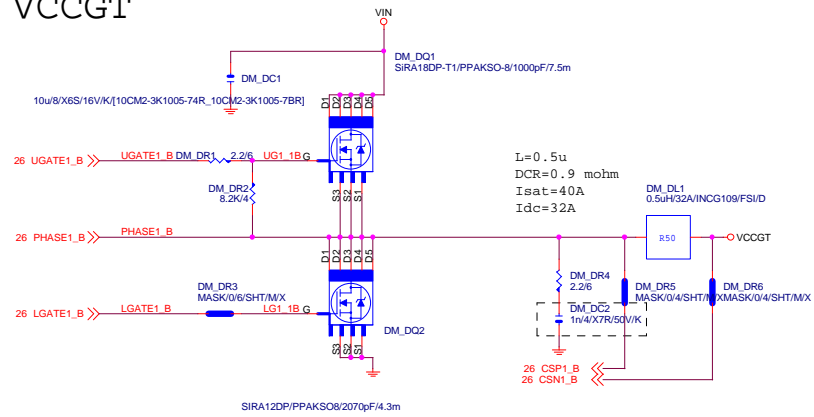 VCCGT
VIN
DM_DQ1
SiRA18DP-T1/PPAKSO-8/1000pF/7.5m
DM_DC1
10u/8/X6S/16V/K/[10CM2-3K1005-74R_10CM2-3K1007-7BR]
D1 D2 D3 D4 D5
26 UGATE1_B UGATE1_B DM_DR1 2.2/6 UG1_1B G
DM_DR2
8.2K/4
S3 S2 S1
L=0.5u
DCR=0.9 mohm
Isat=40A
Idc=32A
DM_DL1
0.5uH/32A/INCG109/FSI/D
26 PHASE1_B PHASE1_B
R50
VCCGT
D1 D2 D3 D4 D5
DM_DR3
MASK/0/6/SHT/M/X
26 LGATE1_B LGATE1_B LG1_1B G
DM_DQ2
S3 S2 S1
DM_DR4
2.2/6
DM_DC2
1n/4/X7R/50V/K
DM_DR5
MASK/0/4/SHT/M/X
DM_DR6
MASK/0/4/SHT/M/X
26 CSP1_B
26 CSN1_B
SIRA12DP/PPAKSO8/2070pF/4.3m